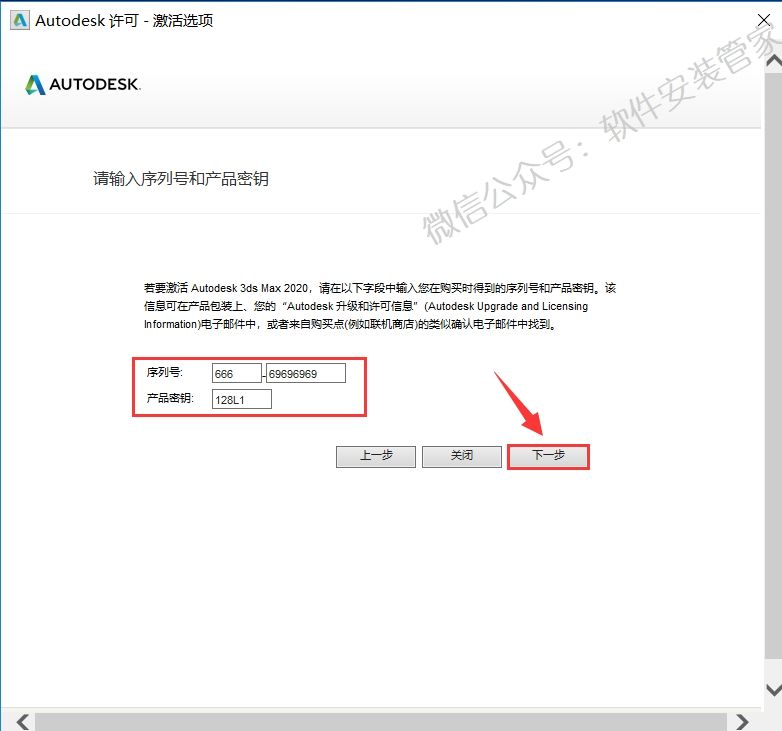 Autodesk 许可 - 激活选项
AUTODESK.
微信公众号：软件安装管家
请输入序列号和产品密钥
若要激活 Autodesk 3ds Max 2020，请在以下字段中输入您在购买时得到的序列号和产品密钥。该
信息可在产品包装上、您的“Autodesk 升级和许可信息”(Autodesk Upgrade and Licensing
Information)电子邮件中，或者来自购买点(例如联机商店)的类似确认电子邮件中找到。
序列号: 666 - 69696969
产品密钥: 128L1
上一步 关闭 下一步